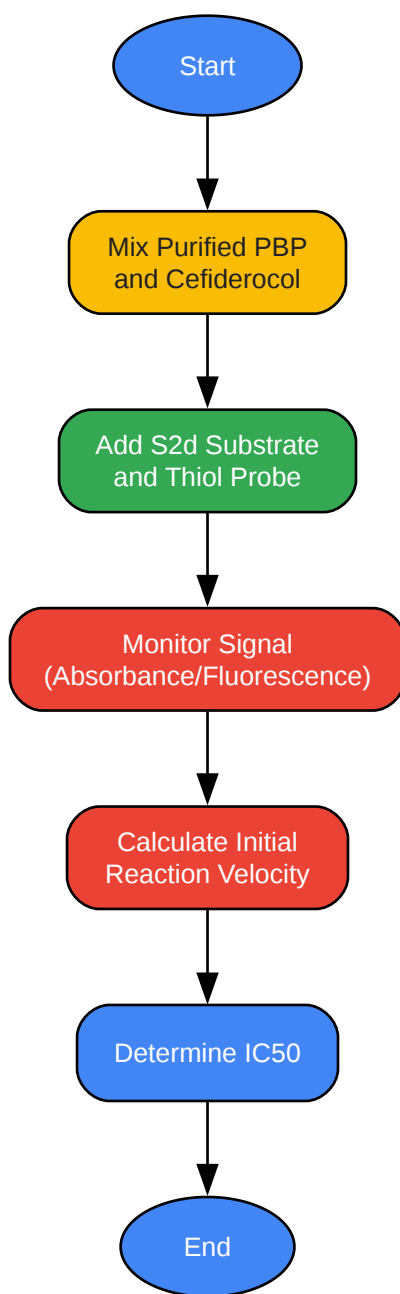 Start
Mix Purified PBP
and Cefiderocol
Add S2d Substrate
and Thiol Probe
Monitor Signal
(Absorbance/Fluorescence)
Calculate Initial
Reaction Velocity
Determine IC50
End